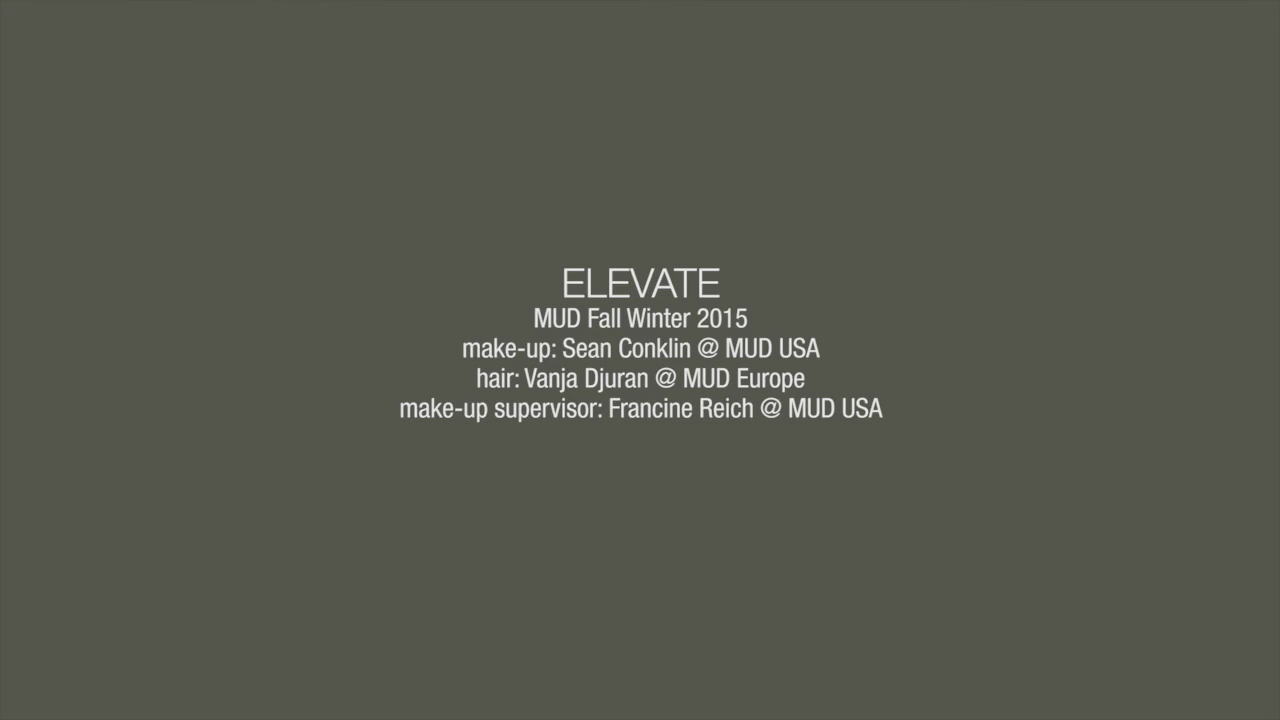 ELEVATE
MUD Fall Winter 2015
make-up: Sean Conklin @ MUD USA
hair: Vanja Djuran @ MUD Europe
make-up supervisor: Francine Reich @ MUD USA